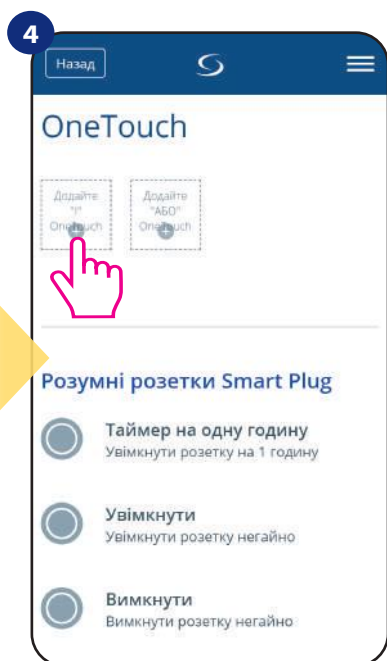 4
Назад
OneTouch
Додайте Додайте
"І" "АБО"
OneTouch OneTouch
Розумні розетки Smart Plug
Таймер на одну годину
Увімкнути розетку на 1 годину
Увімкнути
Увімкнути розетку негайно
Вимкнути
Вимкнути розетку негайно